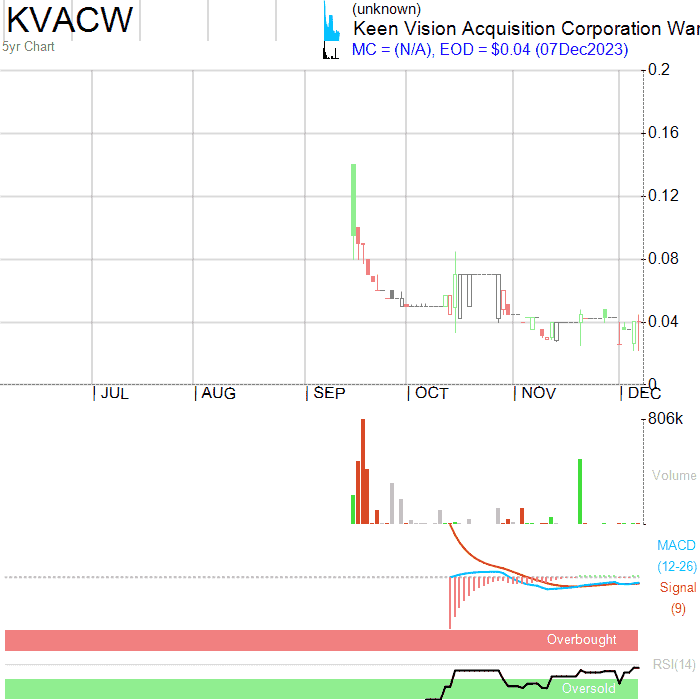 KVACW
5yr Chart
(unknown)
Keen Vision Acquisition Corporation War
MC = (N/A), EOD = $0.04 (07Dec2023)
0.2
0.16
0.12
0.08
0.04
0
JUL AUG SEP OCT NOV DEC
806k
Volume
MACD
(12-26)
Signal
(9)
Overbought
RSI(14)
Oversold